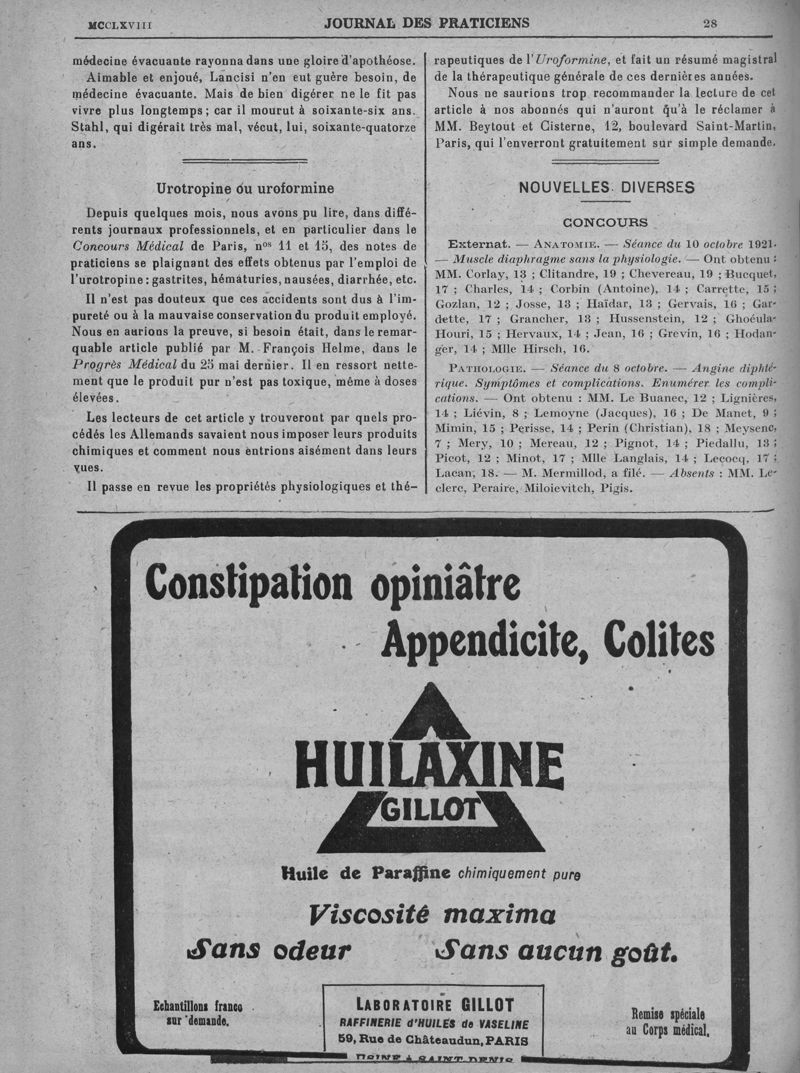 MCCLXVIII JOURNAL DES PRATICIENS 28
médecine évacuante rayonna dans une gloire d'apothéose.
Aimable et enjoué, Lancisi n'en eut guère besoin, de
médecine évacuante. Mais de bien digérer ne le fit pas
vivre plus longtemps ; car il mourut à soixante-six ans.
Stahl, qui digérait très mal, vécut, lui, soixante-quatorze
ans.
Urotropine ou uroformine
Depuis quelques mois, nous avons pu lire, dans diffé-
rents journaux professionnels, et en particulier dans le
Concours Médical de Paris, nos 11 et 15, des notes de
praticiens se plaignant des effets obtenus par l'emploi de
l'urotropine : gastrites, hématuries, nausées, diarrhée, etc.
Il n'est pas douteux que ces accidents sont dus à l'im-
pureté ou à la mauvaise conservation du produit employé.
Nous en aurions la preuve, si besoin était, dans le remar-
quable article publié par M. François Helme, dans le
Progrès Médical du 25 mai dernier. Il en ressort nette-
ment que le produit pur n'est pas toxique, même à doses
élevées.
Les lecteurs de cet article y trouveront par quels pro-
cédés les Allemands savaient nous imposer leurs produits
chimiques et comment nous entrions aisément dans leurs
vues.
Il passe en revue les propriétés physiologiques et thé-
rapeutiques de l'Uroformine, et fait un résumé magistral
de la thérapeutique générale de ces dernières années.
Nous ne saurions trop recommander la lecture de cet
article à nos abonnés qui n'auront qu'à le réclamer à
MM. Beytout et Cisterne, 12, boulevard Saint-Martin,
Paris, qui l'enverront gratuitement sur simple demande.
NOUVELLES DIVERSES
CONCOURS
Externat. — ANATOMIE. — Séance du 10 octobre 1921.
— Muscle diaphragme sans la physiologie. — Ont obtenu :
MM. Corlay, 13 ; Clitandre, 19 ; Chevereau, 19 ; Bucquet,
17 ; Charles, 14 ; Corbin (Antoine), 14 ; Carrette, 15 ;
Gozlan, 12 ; Josse, 13 ; Haïdar, 13 ; Gervais, 16 ; Gar-
dette, 17 ; Grancher, 13 ; Hussenstein, 12 ; Ghoéula-
Houri, 15 ; Hervaux, 14 ; Jean, 16 ; Grevin, 16 ; Hodan-
ger, 14 ; Mlle Hirsch, 16.
PATHOLOGIE. — Séance du 8 octobre. — Angine diphté-
rique. Symptômes et complications. Enumérer les compli-
cations. — Ont obtenu : MM. Le Buanec, 12 ; Lignières,
14 ; Liévin, 8 ; Lemoyne (Jacques), 16 ; De Manet, 9 ;
Mimin, 15 ; Perisse, 14 ; Perin (Christian), 18 ; Meysenc,
7 ; Mery, 10 ; Mereau, 12 ; Pignot, 14 ; Piedallu, 13 ;
Picot, 12 ; Minot, 17 ; Mlle Langlais, 14 ; Lecocq, 17 ;
Lacan, 18. — M. Mermillod, a filé. — Absents : MM. Le-
clerc, Peraire, Miloievitch, Pigis.
Constipation opiniâtre
Appendicite, Colites
HUILAXINE
GILLOT
Huile de Paraffine chimiquement pure
Viscosité maxima
Sans odeur Sans aucun goût.
Echantillons franco
sur demande.
LABORATOIRE GILLOT
RAFFINERIE d'HUILES de VASELINE
59, Rue de Châteaudun, PARIS
USINE A SAINT-DENIS
Remise spéciale
au Corps médical.